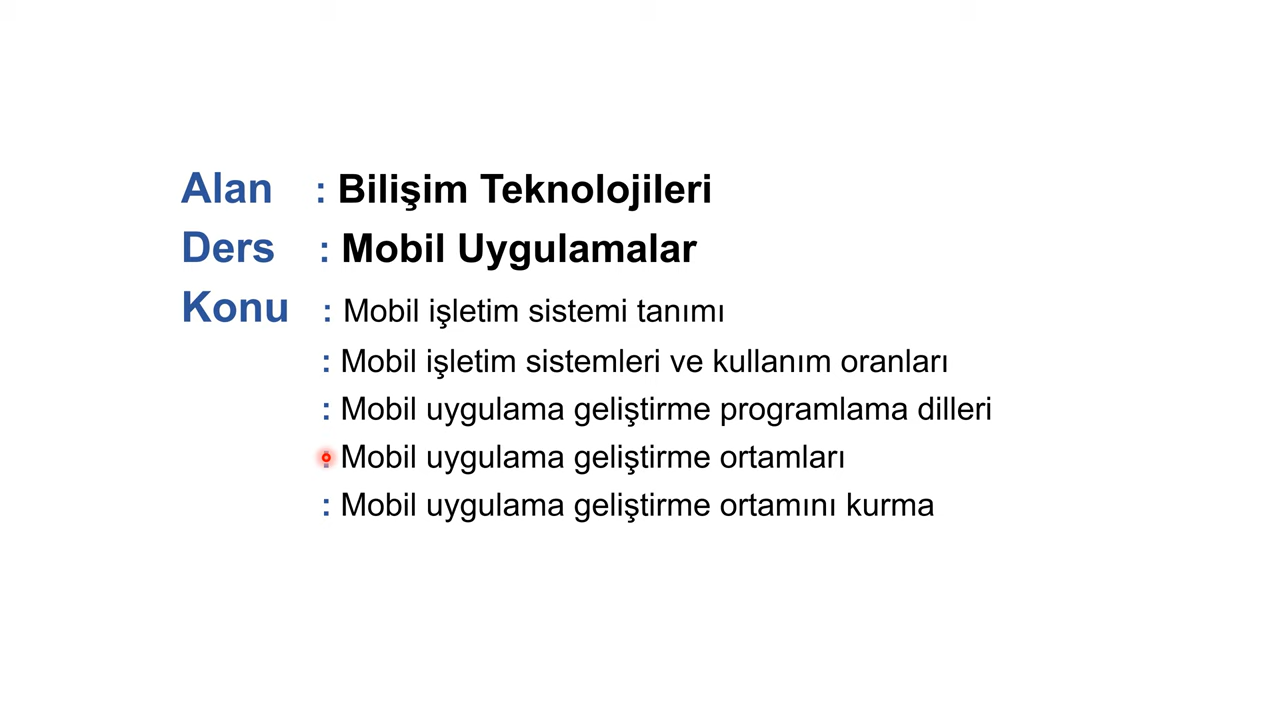 Alan : Bilişim Teknolojileri
Ders : Mobil Uygulamalar
Konu : Mobil işletim sistemi tanımı
: Mobil işletim sistemleri ve kullanım oranları
: Mobil uygulama geliştirme programlama dilleri
: Mobil uygulama geliştirme ortamları
: Mobil uygulama geliştirme ortamını kurma